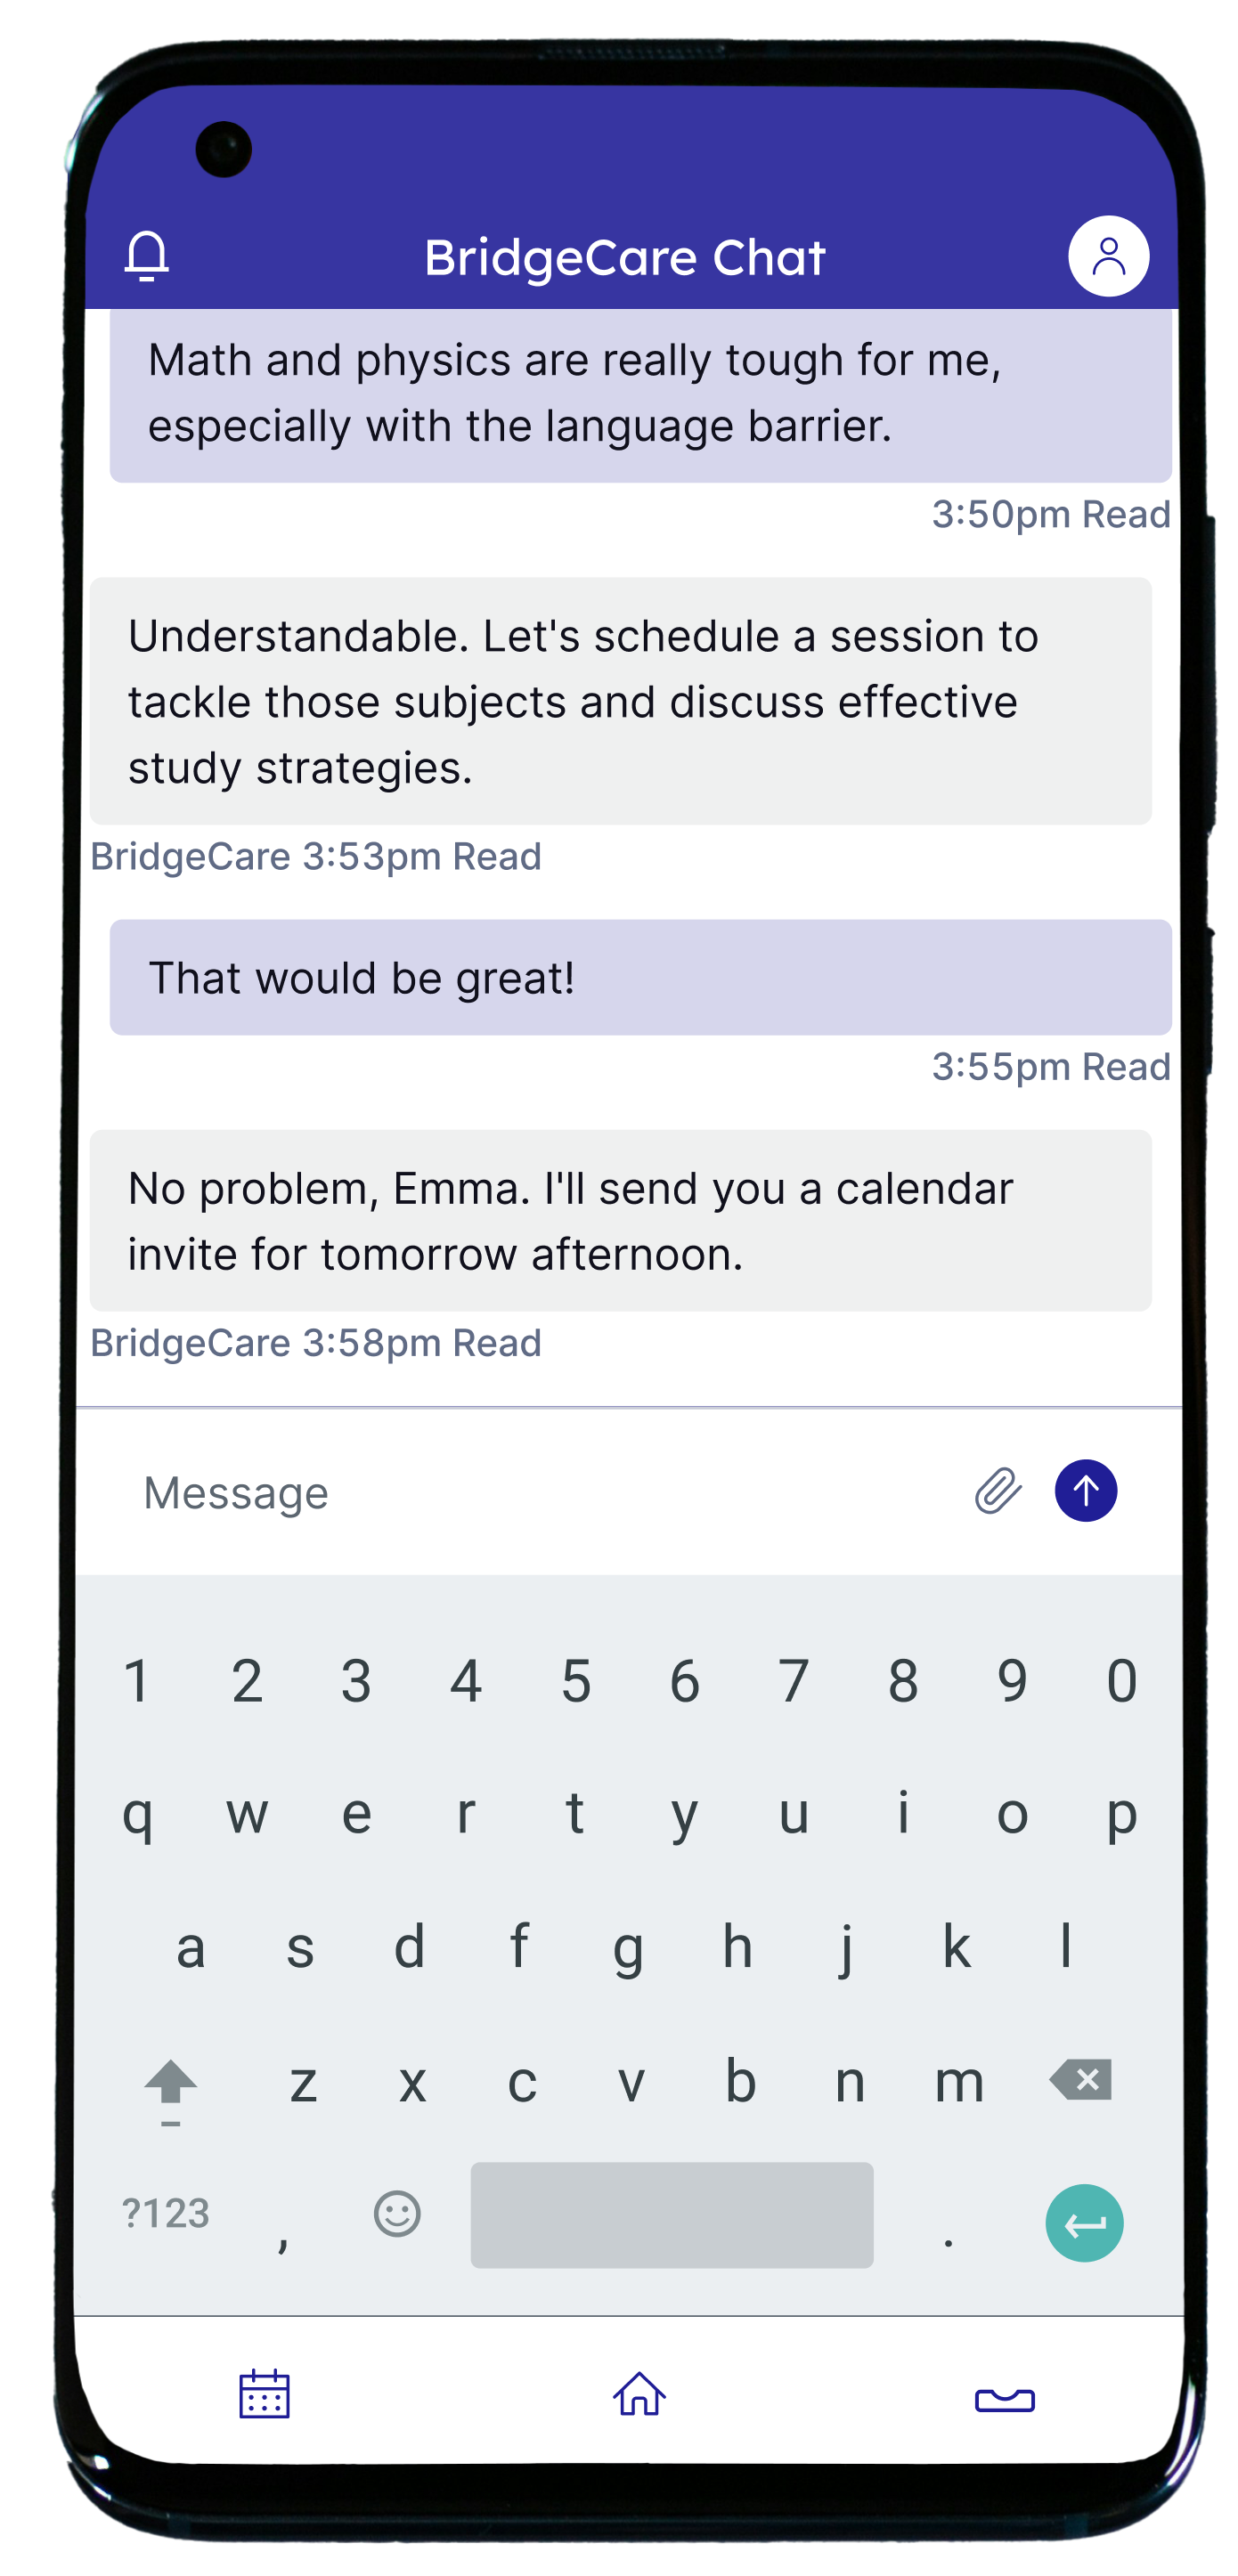 BridgeCare Chat
Math and physics are really tough for me,
especially with the language barrier.
3:50pm Read
Understandable. Let's schedule a session to
tackle those subjects and discuss effective
study strategies.
BridgeCare 3:53pm Read
That would be great!
3:55pm Read
No problem, Emma. I'll send you a calendar
invite for tomorrow afternoon.
BridgeCare 3:58pm Read
Message
1 2 3 4 5 6 7 8 9 0
q w e r t y u i o p
a s d f g h j k l
z x c v b n m
?123 , .